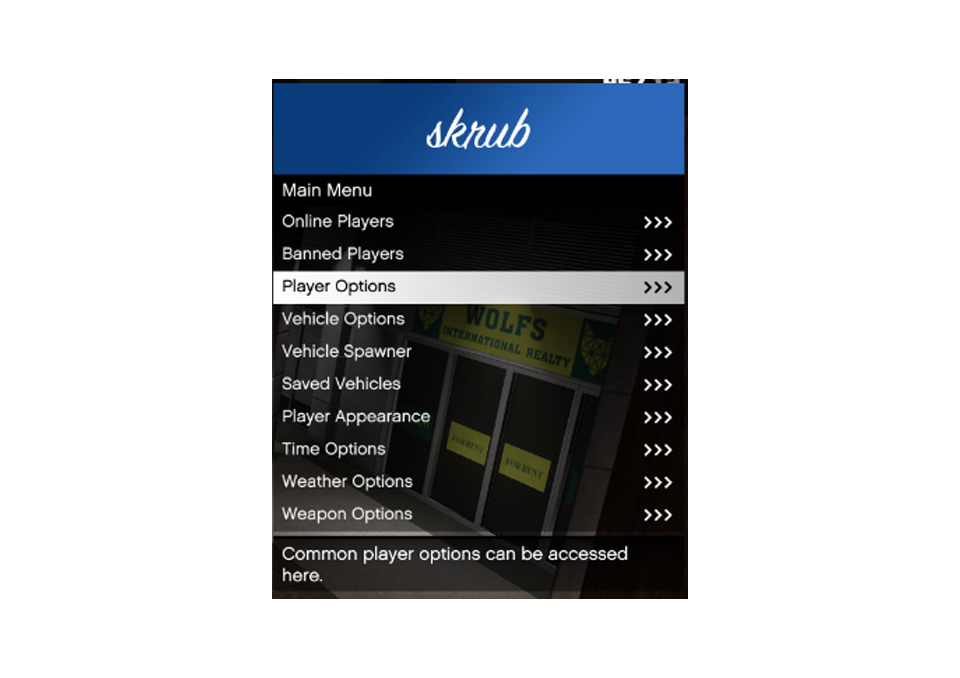 skrub
Main Menu
Online Players >>>
Banned Players >>>
Player Options >>>
Vehicle Options >>>
WOLFS
INTERNATIONAL REALTY
Vehicle Spawner >>>
Saved Vehicles >>>
Player Appearance >>>
FOR RENT
FOR RENT
Time Options >>>
Weather Options >>>
Weapon Options >>>
Common player options can be accessed
here.